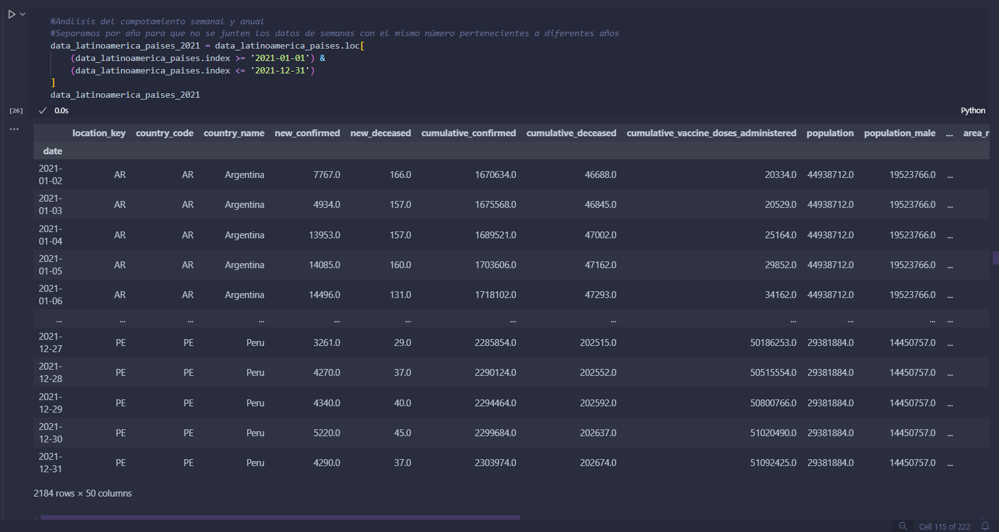 #Análisis del compotamiento semanal y anual
#Separamos por año para que no se junten los datos de semanas con el mismo número pertenecientes a diferentes años
data_latinoamerica_paises_2021 = data_latinoamerica_paises.loc[
(data_latinoamerica_paises.index >= '2021-01-01') &
(data_latinoamerica_paises.index <= '2021-12-31')
]
data_latinoamerica_paises_2021
[26] 0.0s Python
...
location_key country_code country_name new_confirmed new_deceased cumulative_confirmed cumulative_deceased cumulative_vaccine_doses_administered population population_male ... area_r
date
2021-01-02 AR AR Argentina 7767.0 166.0 1670634.0 46688.0 20334.0 44938712.0 19523766.0 ...
2021-01-03 AR AR Argentina 4934.0 157.0 1675568.0 46845.0 20529.0 44938712.0 19523766.0 ...
2021-01-04 AR AR Argentina 13953.0 157.0 1689521.0 47002.0 25164.0 44938712.0 19523766.0 ...
2021-01-05 AR AR Argentina 14085.0 160.0 1703606.0 47162.0 29852.0 44938712.0 19523766.0 ...
2021-01-06 AR AR Argentina 14496.0 131.0 1718102.0 47293.0 34162.0 44938712.0 19523766.0 ...
... ... ... ... ... ... ... ... ... ... ... ...
2021-12-27 PE PE Peru 3261.0 29.0 2285854.0 202515.0 50186253.0 29381884.0 14450757.0 ...
2021-12-28 PE PE Peru 4270.0 37.0 2290124.0 202552.0 50515554.0 29381884.0 14450757.0 ...
2021-12-29 PE PE Peru 4340.0 40.0 2294464.0 202592.0 50800766.0 29381884.0 14450757.0 ...
2021-12-30 PE PE Peru 5220.0 45.0 2299684.0 202637.0 51020490.0 29381884.0 14450757.0 ...
2021-12-31 PE PE Peru 4290.0 37.0 2303974.0 202674.0 51092425.0 29381884.0 14450757.0 ...
2184 rows × 50 columns
Cell 115 of 222